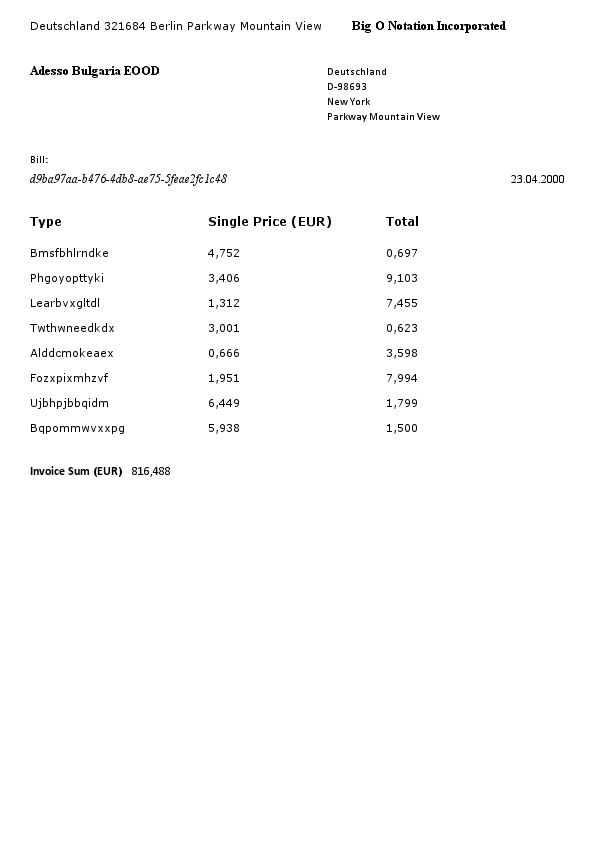 Deutschland 321684 Berlin Parkway Mountain View Big O Notation Incorporated
Adesso Bulgaria EOOD
Deutschland
D-98693
New York
Parkway Mountain View
Bill:
d9ba97aa-b476-4db8-ae75-5feae2fc1c48 23.04.2000
Type Single Price (EUR) Total
Bmsfbhlrndke 4,752 0,697
Phgoyopttyki 3,406 9,103
Learbvxgltdl 1,312 7,455
Twthwneedkdx 3,001 0,623
Alddcmokeaex 0,666 3,598
Fozxpixmhzvf 1,951 7,994
Ujbhpjbbqidm 6,449 1,799
Bqpommwvxxpg 5,938 1,500
Invoice Sum (EUR) 816,488